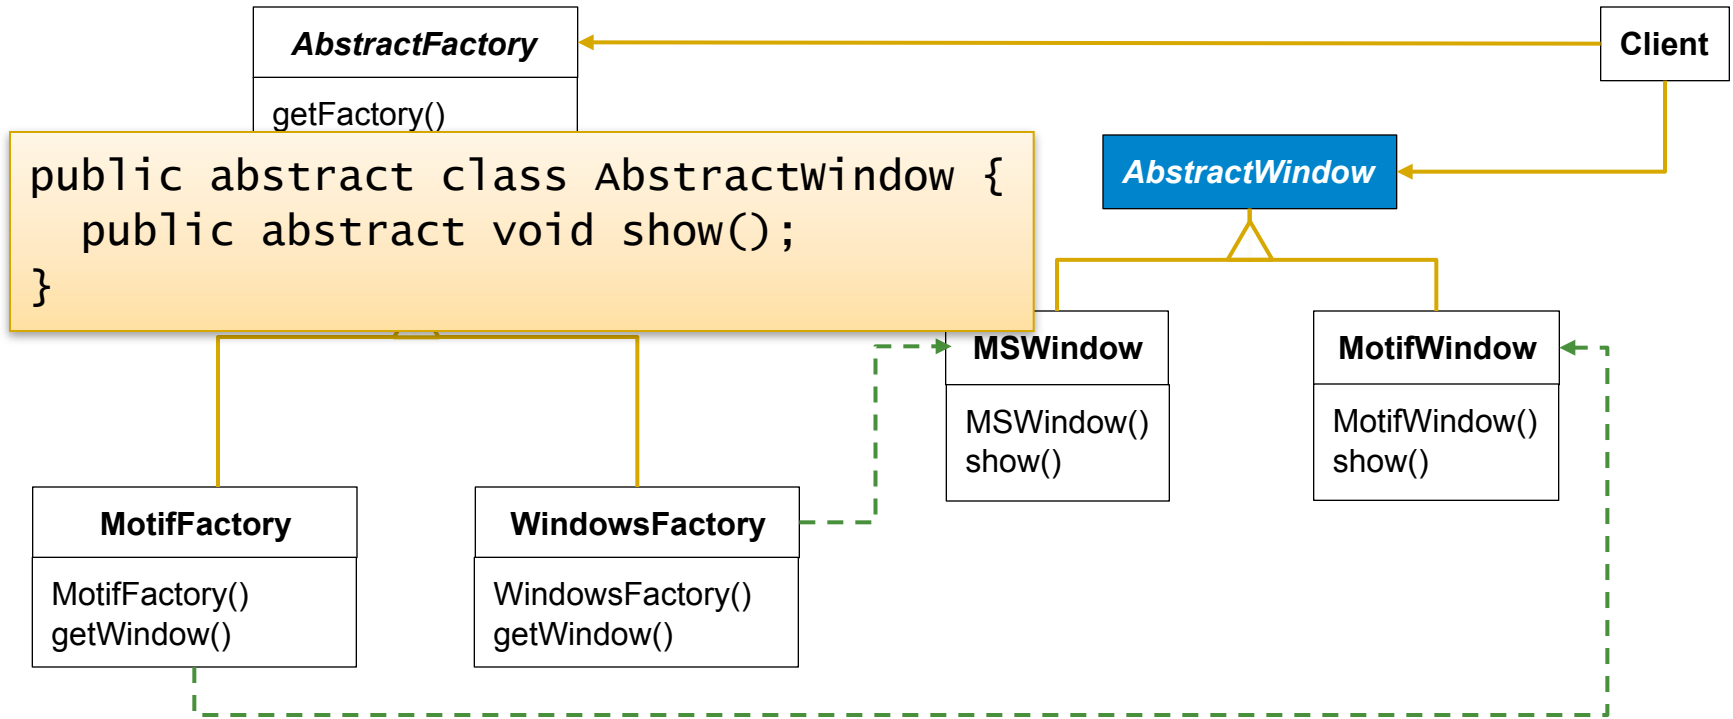 AbstractFactory
Client
getFactory()
public abstract class AbstractWindow {
public abstract void show();
}
AbstractWindow
MSWindow
MSWindow()
show()
MotifWindow
MotifWindow()
show()
MotifFactory
MotifFactory()
getWindow()
WindowsFactory
WindowsFactory()
getWindow()